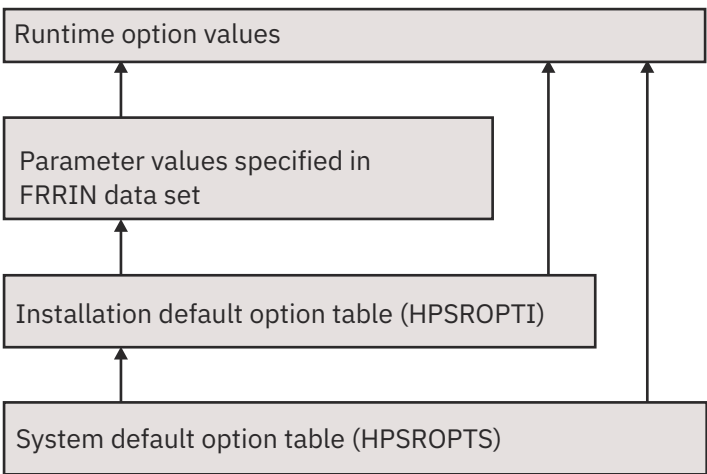 Runtime option values
Parameter values specified in
FRRIN data set
Installation default option table (HPSROPTI)
System default option table (HPSROPTS)